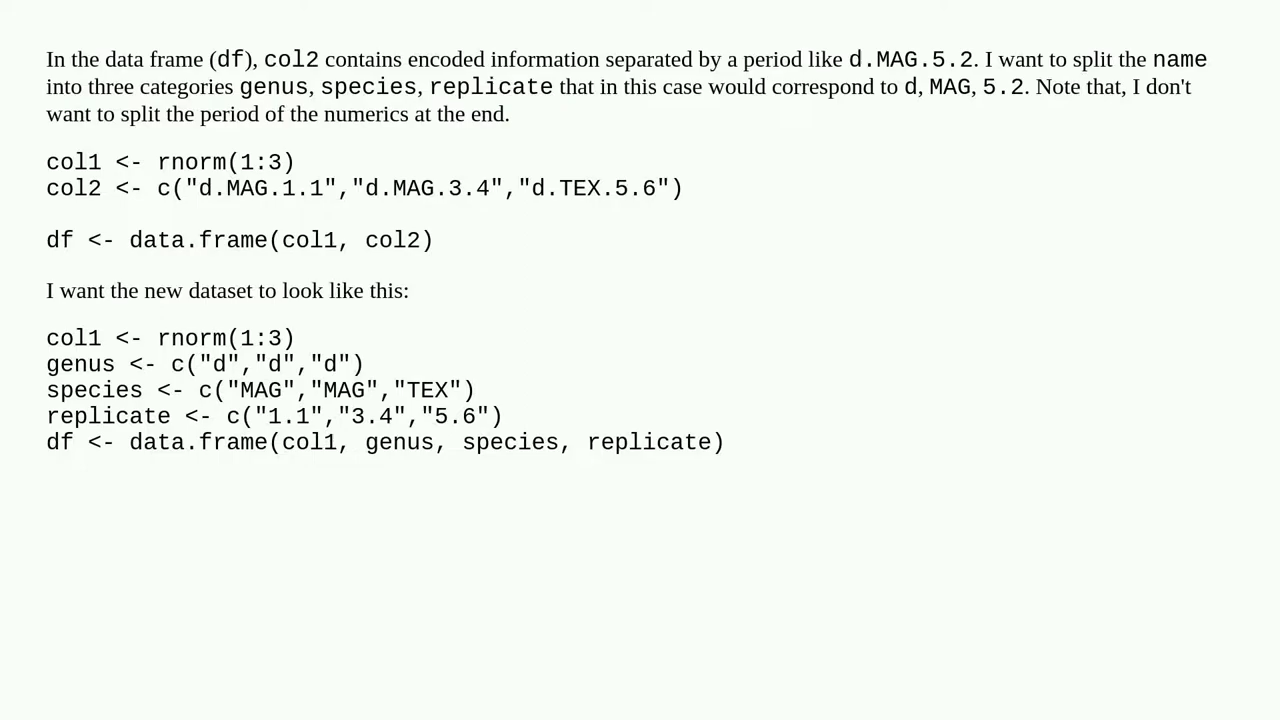 In the data frame (df), col2 contains encoded information separated by a period like d.MAG.5.2. I want to split the name
into three categories genus, species, replicate that in this case would correspond to d, MAG, 5.2. Note that, I don't
want to split the period of the numerics at the end.
col1 <- rnorm(1:3)
col2 <- c("d.MAG.1.1","d.MAG.3.4","d.TEX.5.6")
df <- data.frame(col1, col2)
I want the new dataset to look like this:
col1 <- rnorm(1:3)
genus <- c("d","d","d")
species <- c("MAG","MAG","TEX")
replicate <- c("1.1","3.4","5.6")
df <- data.frame(col1, genus, species, replicate)